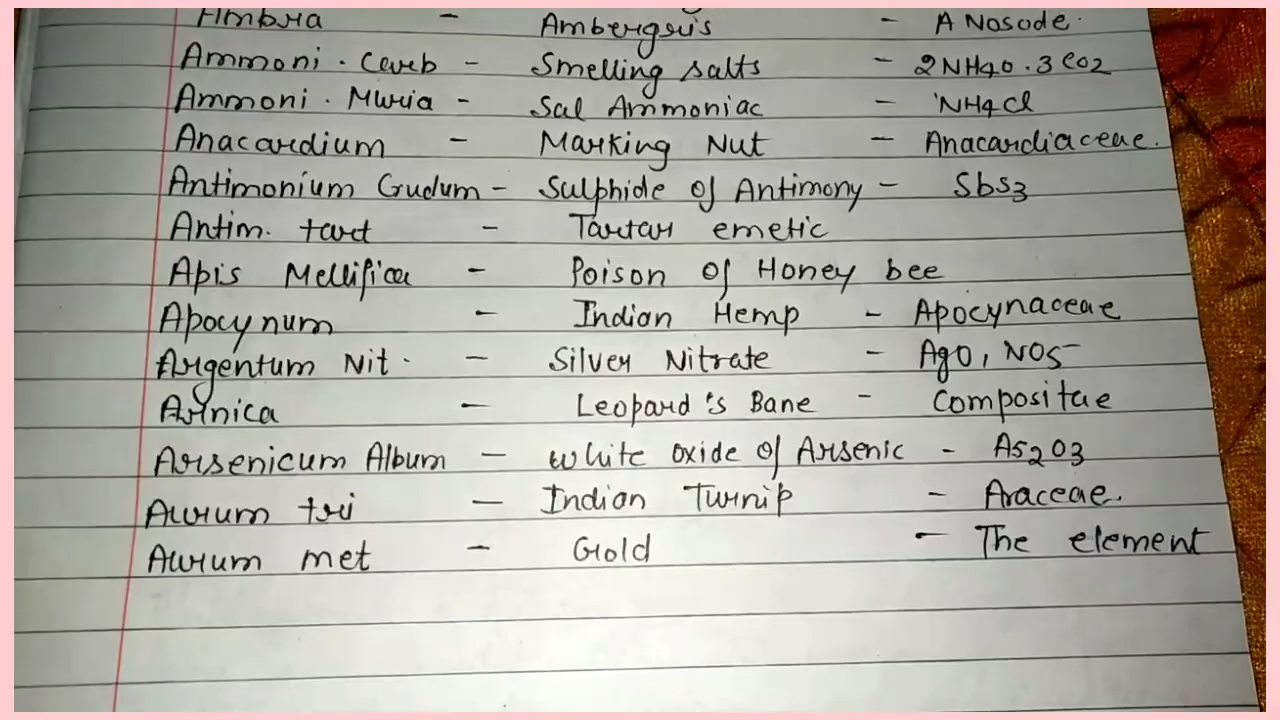 Ambra - Ambergris - A Nosode.
Ammoni. Carb - Smelling salts - 2NH4O.3CO2
Ammoni. Muria - Sal Ammoniac - NH4Cl
Anacardium - Marking Nut - Anacardiaceae.
Antimonium Crudum - Sulphide of Antimony - SbS3
Antim. tart - Tartar emetic
Apis Mellifica - Poison of Honey bee
Apocynum - Indian Hemp - Apocynaceae
Argentum Nit. - Silver Nitrate - AgO, NO5
Arnica - Leopard's Bane - Compositae
Arsenicum Album - White oxide of Arsenic - As2O3
Aurum tri - Indian Turnip - Araceae.
Aurum met - Gold - The element